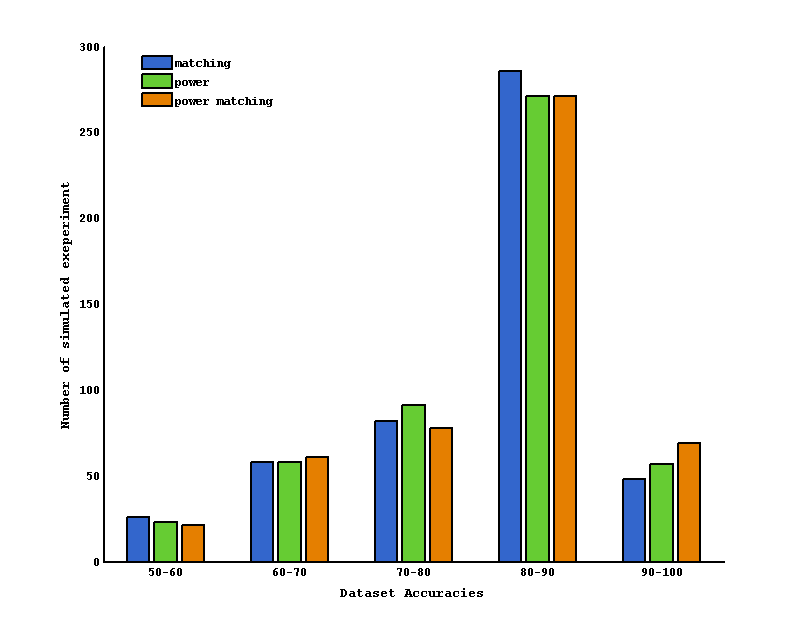 300
250
200
150
100
50
0
Number of simulated exeperiment
matching
power
power matching
50-60 60-70 70-80 80-90 90-100
Dataset Accuracies